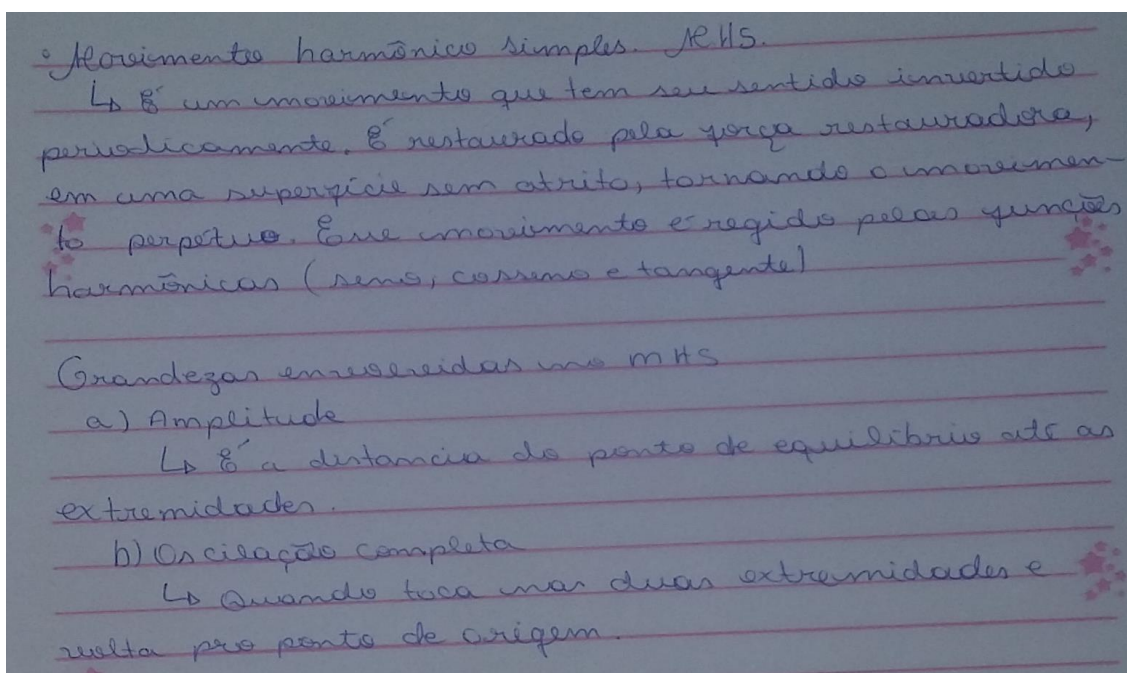 • Movimento harmônico simples. MHS.
↳ É um movimento que tem seu sentido invertido
periodicamente. É restaurado pela força restauradora,
em uma superfície sem atrito, tornando o movimen-
to perpétuo. Esse movimento é regido pelas funções
harmônicas (seno, cosseno e tangente)
Grandezas envolvidas no MHS
a) Amplitude
↳ É a distancia do ponto de equilíbrio até as
extremidades.
b) Oscilação completa
↳ Quando toca nas duas extremidades e
volta pro ponto de origem.